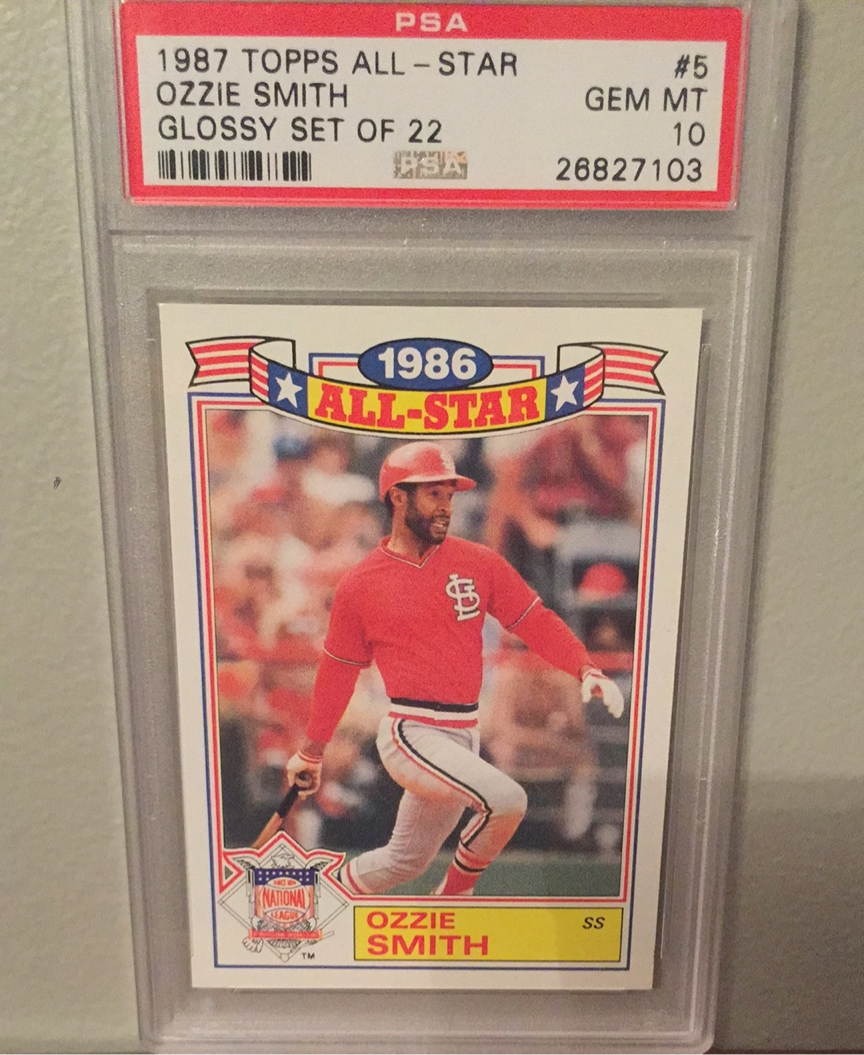 PSA
1987 TOPPS ALL-STAR #5
OZZIE SMITH GEM MT
GLOSSY SET OF 22 10
PSA 26827103
1986
ALL-STAR
STL
NATIONAL
LEAGUE
TM
OZZIE SS
SMITH